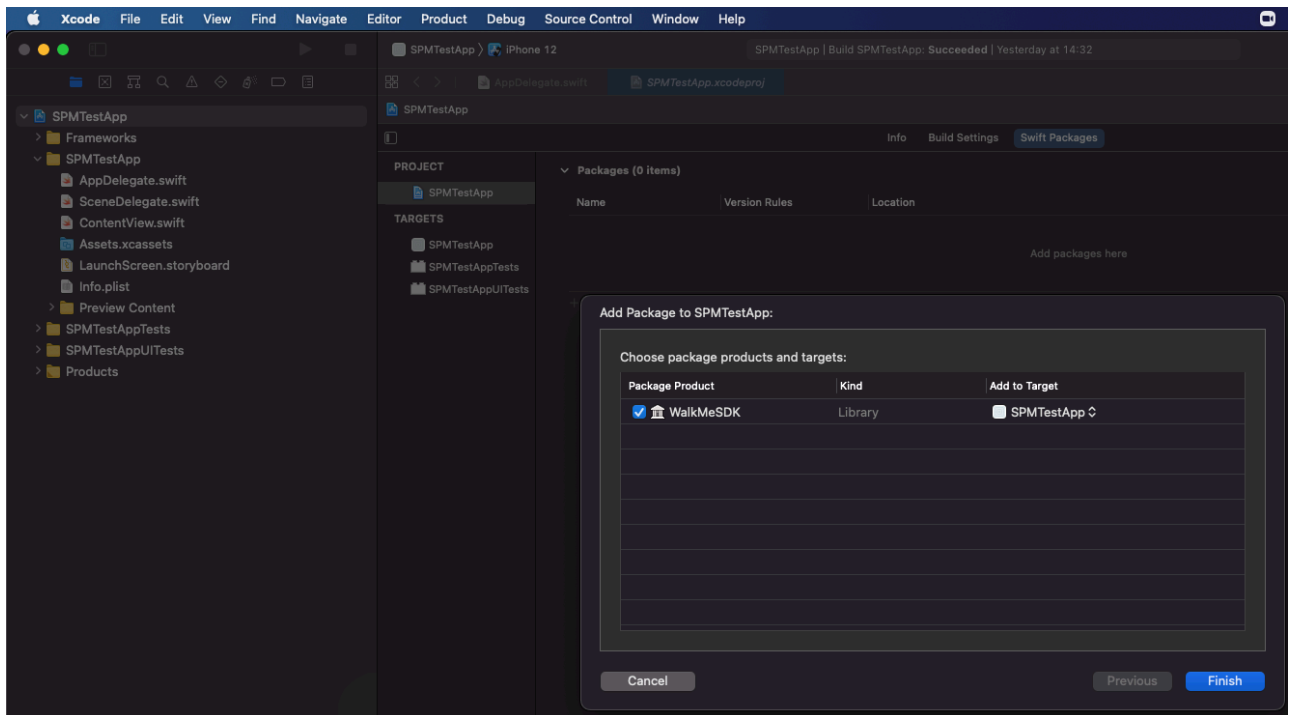 Xcode File Edit View Find Navigate Editor Product Debug Source Control Window Help
SPMTestApp iPhone 12 SPMTestApp | Build SPMTestApp: Succeeded | Yesterday at 14:32
AppDelegate.swift SPMTestApp.xcodeproj
SPMTestApp
SPMTestApp
Frameworks
SPMTestApp
AppDelegate.swift
SceneDelegate.swift
ContentView.swift
Assets.xcassets
LaunchScreen.storyboard
Info.plist
Preview Content
SPMTestAppTests
SPMTestAppUITests
Products
Info Build Settings Swift Packages
PROJECT
SPMTestApp
TARGETS
SPMTestApp
SPMTestAppTests
SPMTestAppUITests
Packages (0 items)
Name Version Rules Location
Add packages here
Add Package to SPMTestApp:
Choose package products and targets:
Package Product Kind Add to Target
WalkMeSDK Library SPMTestApp
Cancel Previous Finish